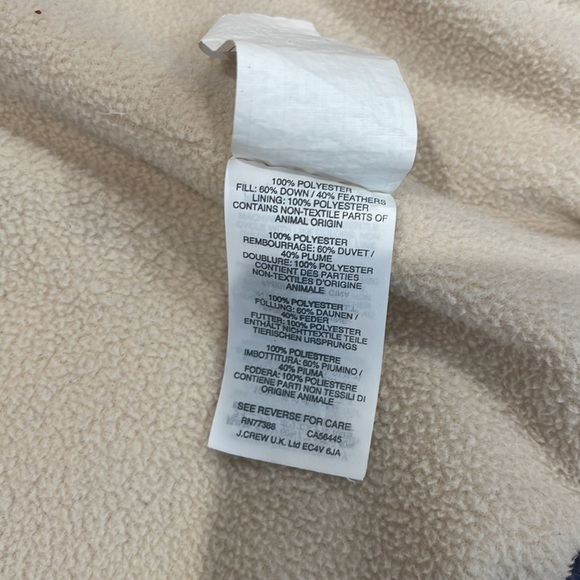 100% POLYESTER
FILL: 60% DOWN / 40% FEATHERS
LINING: 100% POLYESTER
CONTAINS NON-TEXTILE PARTS OF
ANIMAL ORIGIN
100% POLYESTER
REMBOURRAGE: 60% DUVET /
40% PLUME
DOUBLURE: 100% POLYESTER
CONTIENT DES PARTIES
NON-TEXTILES D'ORIGINE
ANIMALE
100% POLYESTER
FÜLLUNG: 60% DAUNEN /
40% FEDER
FUTTER: 100% POLYESTER
ENTHÄLT NICHTTEXTILE TEILE
TIERISCHEN URSPRUNGS
100% POLIESTERE
IMBOTTITURA: 60% PIUMINO /
40% PIUMA
FODERA: 100% POLIESTERE
CONTIENE PARTI NON TESSILI DI
ORIGINE ANIMALE
SEE REVERSE FOR CARE
RN77388 CA56445
J.CREW U.K. Ltd EC4V 6JA